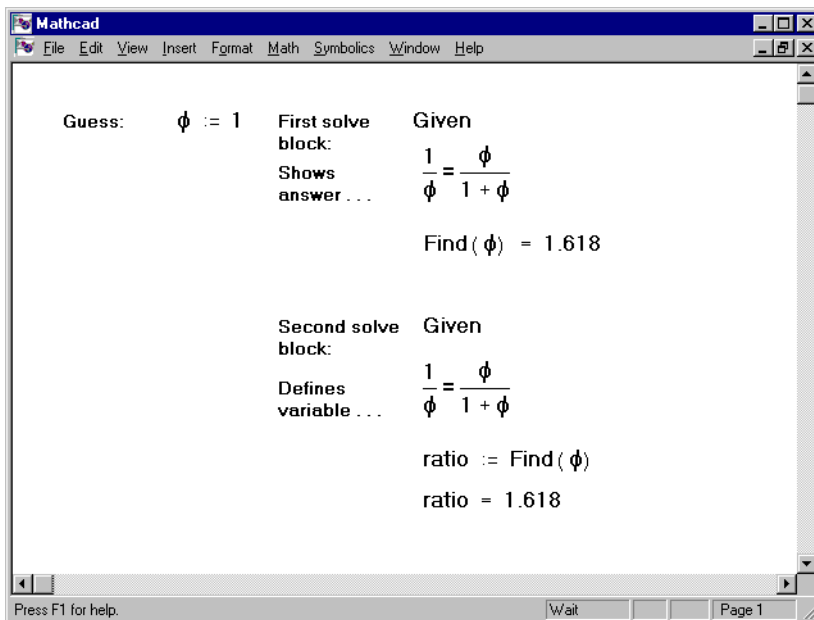 Mathcad
File Edit View Insert Format Math Symbolics Window Help
Guess: ϕ := 1
First solve
block:
Shows
answer . . .
Given
1/ϕ = ϕ/(1 + ϕ)
Find ( ϕ ) = 1.618
Second solve
block:
Defines
variable . . .
Given
1/ϕ = ϕ/(1 + ϕ)
ratio := Find ( ϕ )
ratio = 1.618
Press F1 for help. Wait Page 1